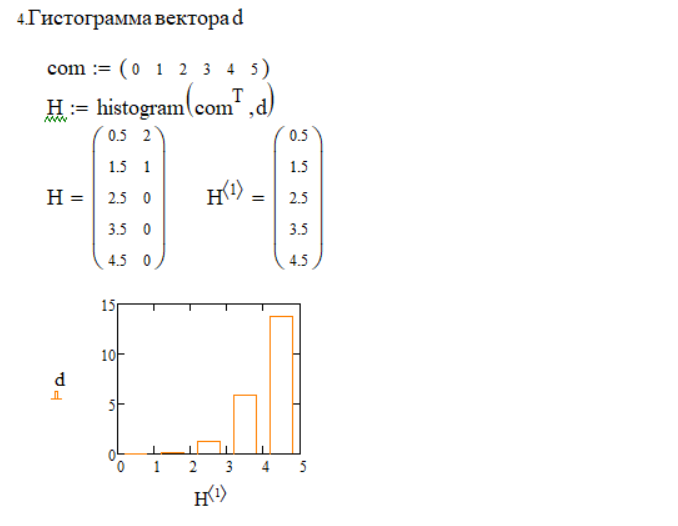 4.Гистограмма вектора d
com := ( 0 1 2 3 4 5 )
H := histogram(com^T , d)
H = ( 0.5 2 ) H^⟨1⟩ = ( 0.5 )
1.5 1 1.5
2.5 0 2.5
3.5 0 3.5
4.5 0 4.5
15
10
d
5
0
0 1 2 3 4 5
H^⟨1⟩